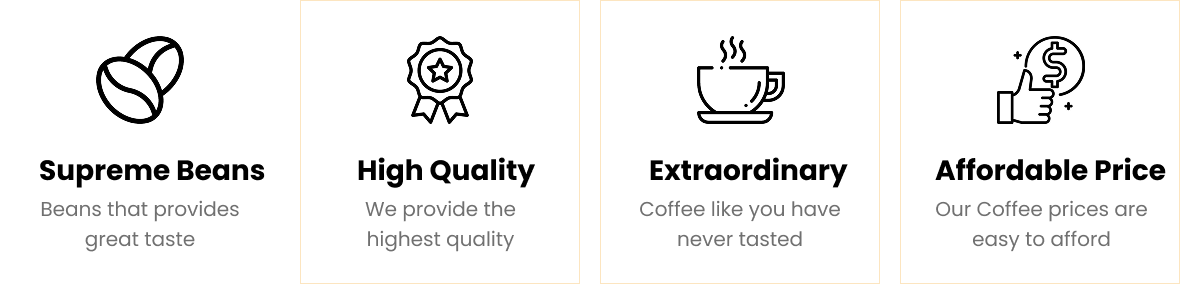 Supreme Beans
Beans that provides
great taste
High Quality
We provide the
highest quality
Extraordinary
Coffee like you have
never tasted
Affordable Price
Our Coffee prices are
easy to afford